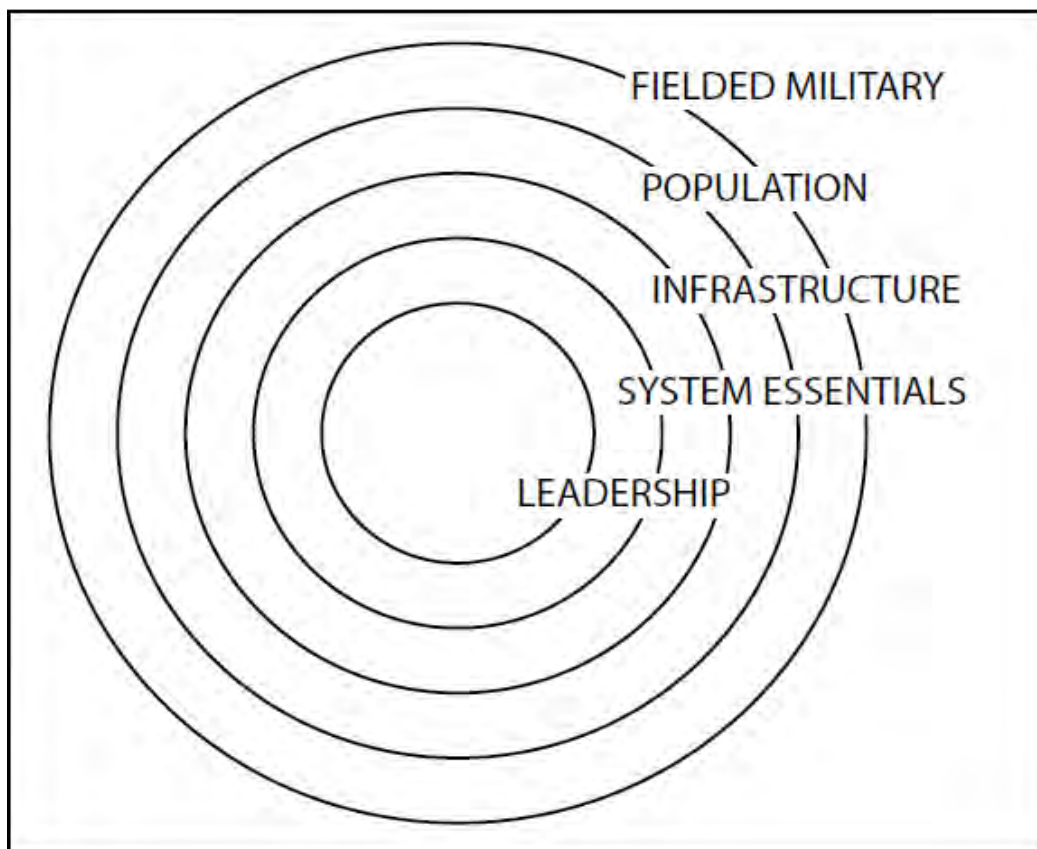 FIELDED MILITARY
POPULATION
INFRASTRUCTURE
SYSTEM ESSENTIALS
LEADERSHIP